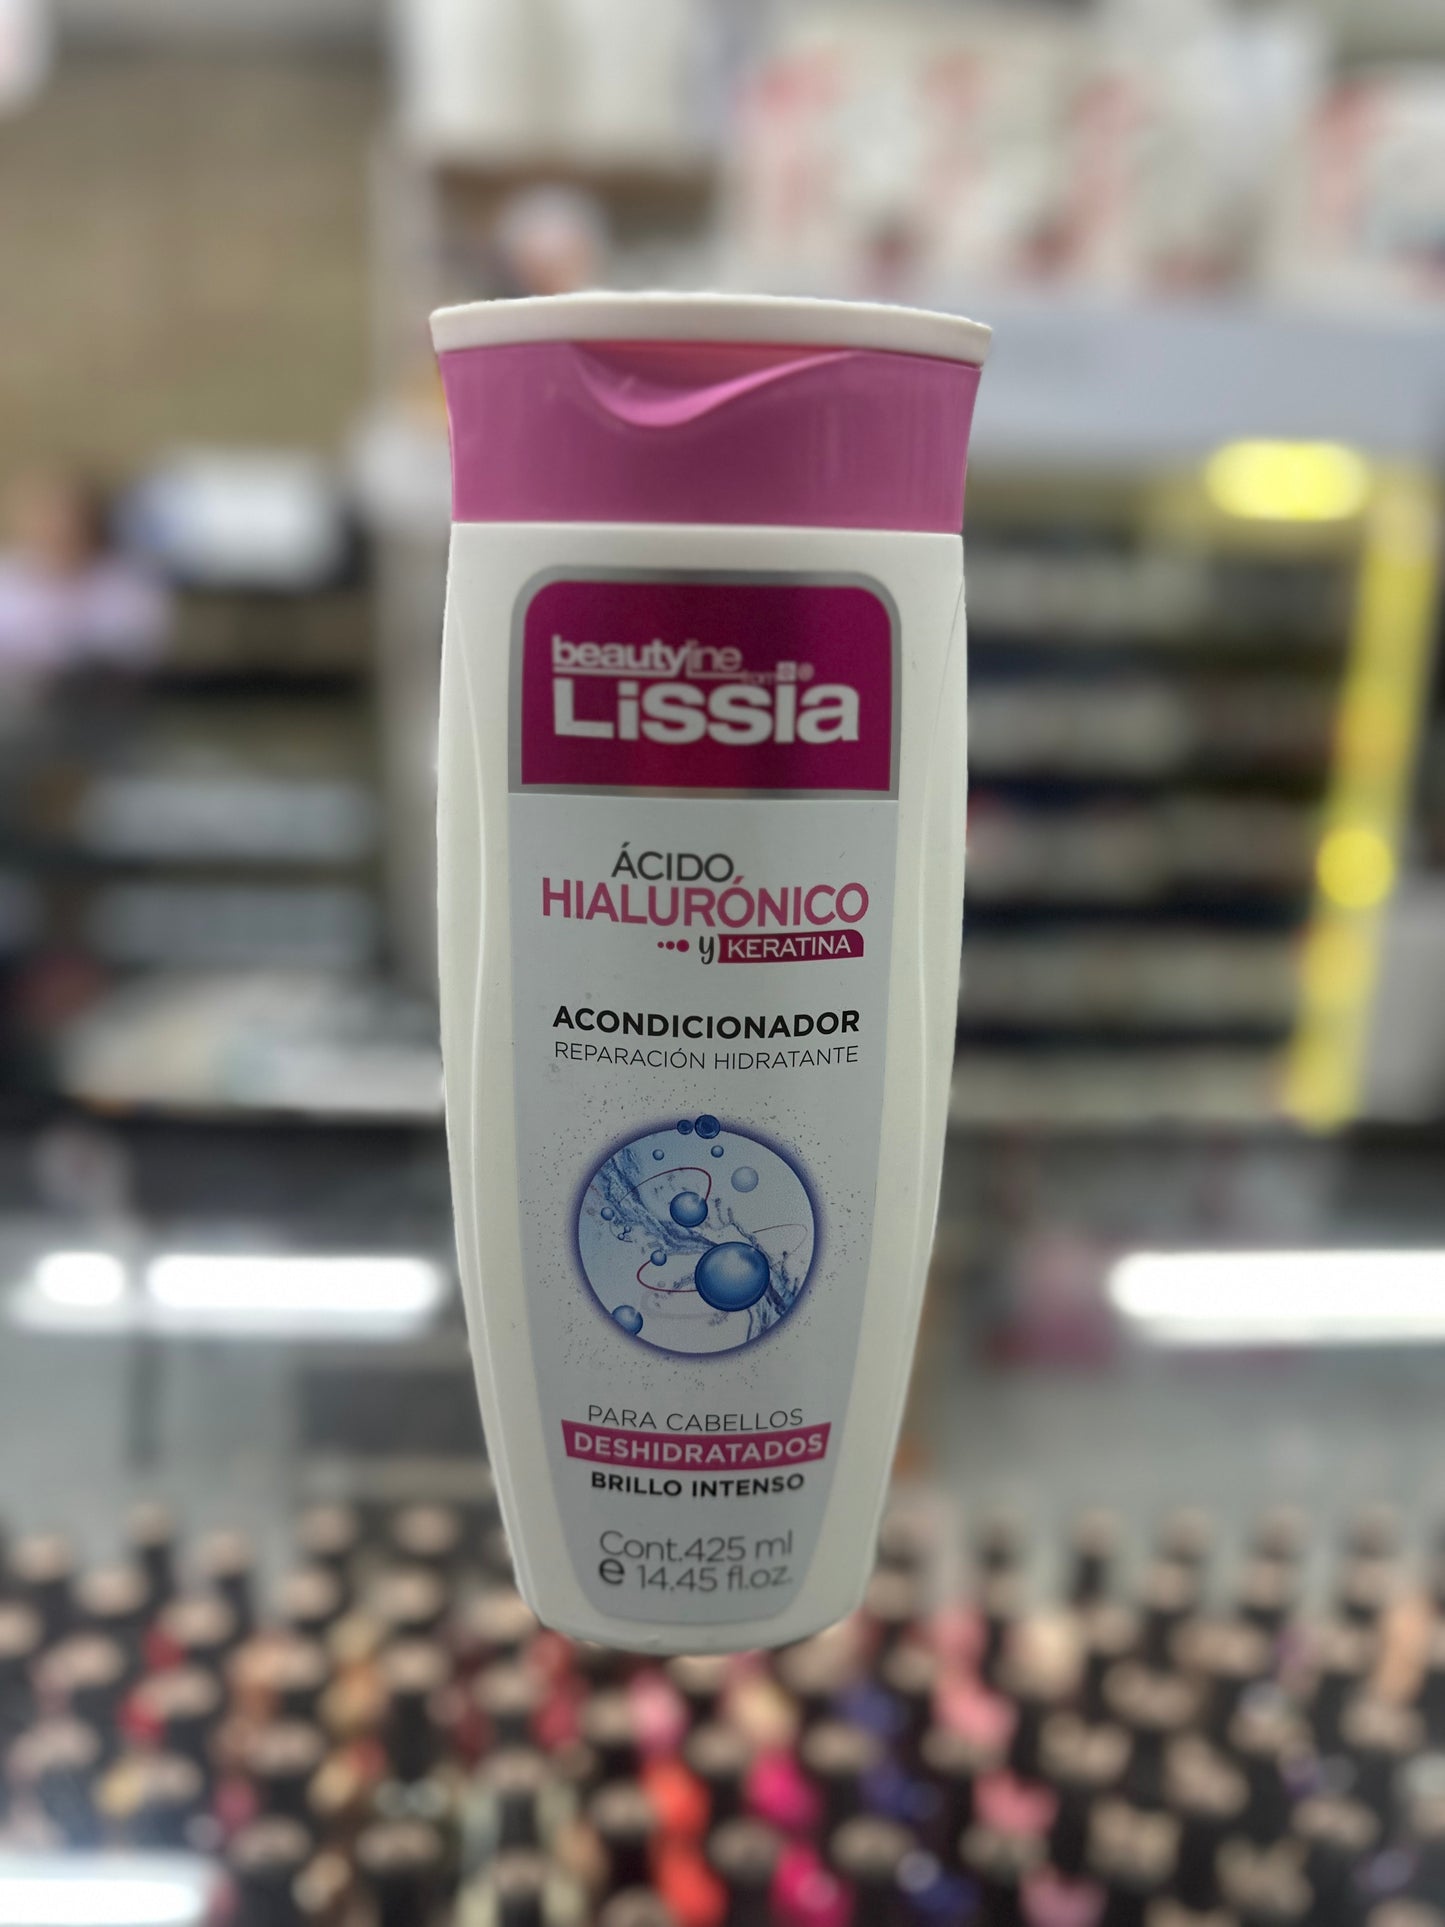 beautyline
Lissia
ÁCIDO
HIALURÓNICO
y KERATINA
ACONDICIONADOR
REPARACIÓN HIDRATANTE
PARA CABELLOS
DESHIDRATADOS
BRILLO INTENSO
Cont.425 ml
e 14.45 fl.oz.